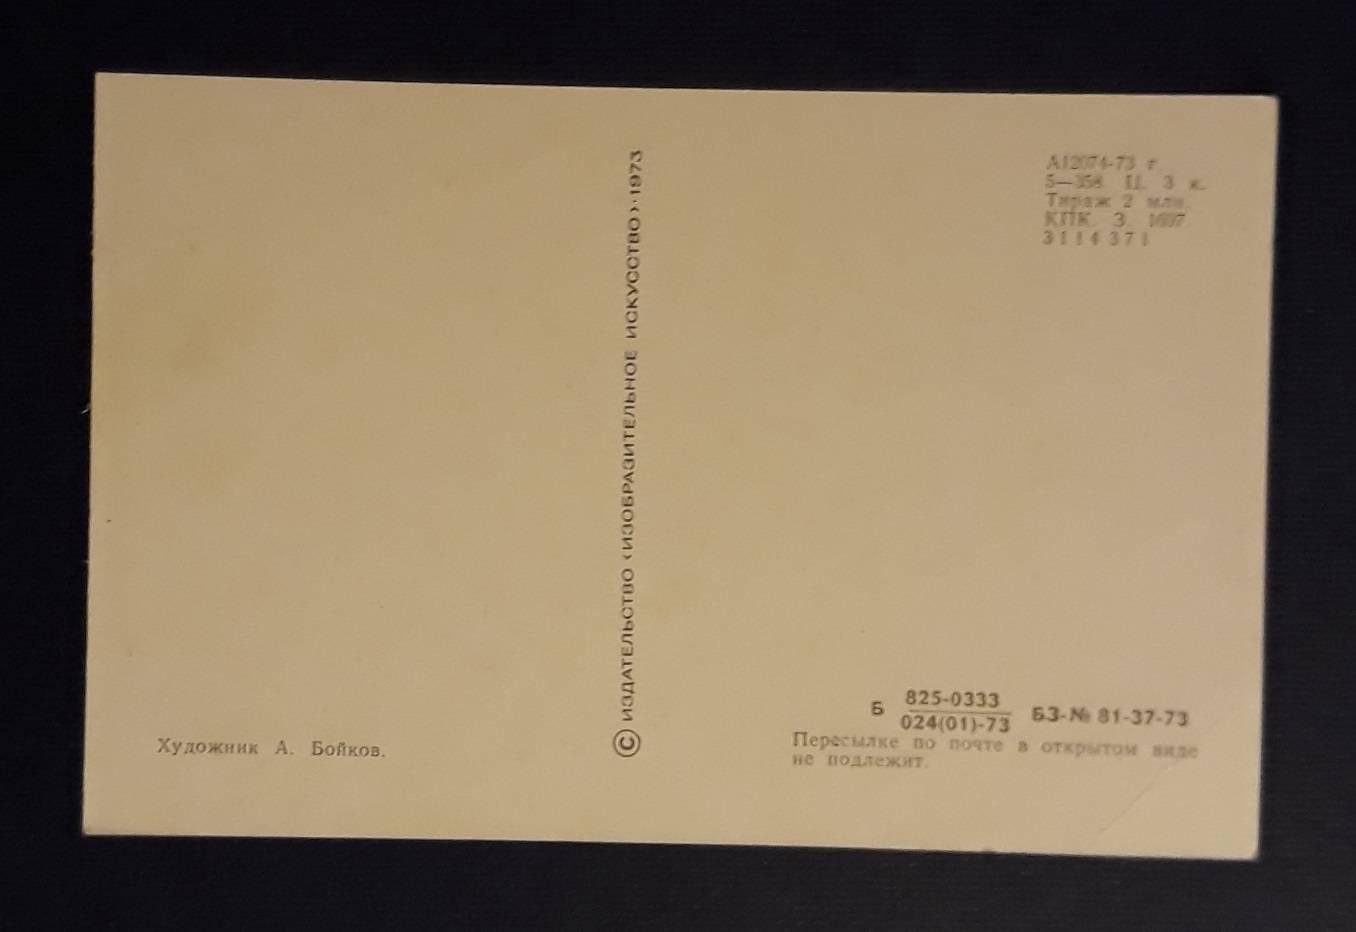 А12074-73 г
5—358. Ц. 3 к.
Тираж 2 млн.
КПК. З. 1697
3114371
© ИЗДАТЕЛЬСТВО «ИЗОБРАЗИТЕЛЬНОЕ ИСКУССТВО»·1973
Художник А. Бойков.
Б 825-0333 БЗ-№ 81-37-73
024(01)-73
Пересылке по почте в открытом виде
не подлежит.